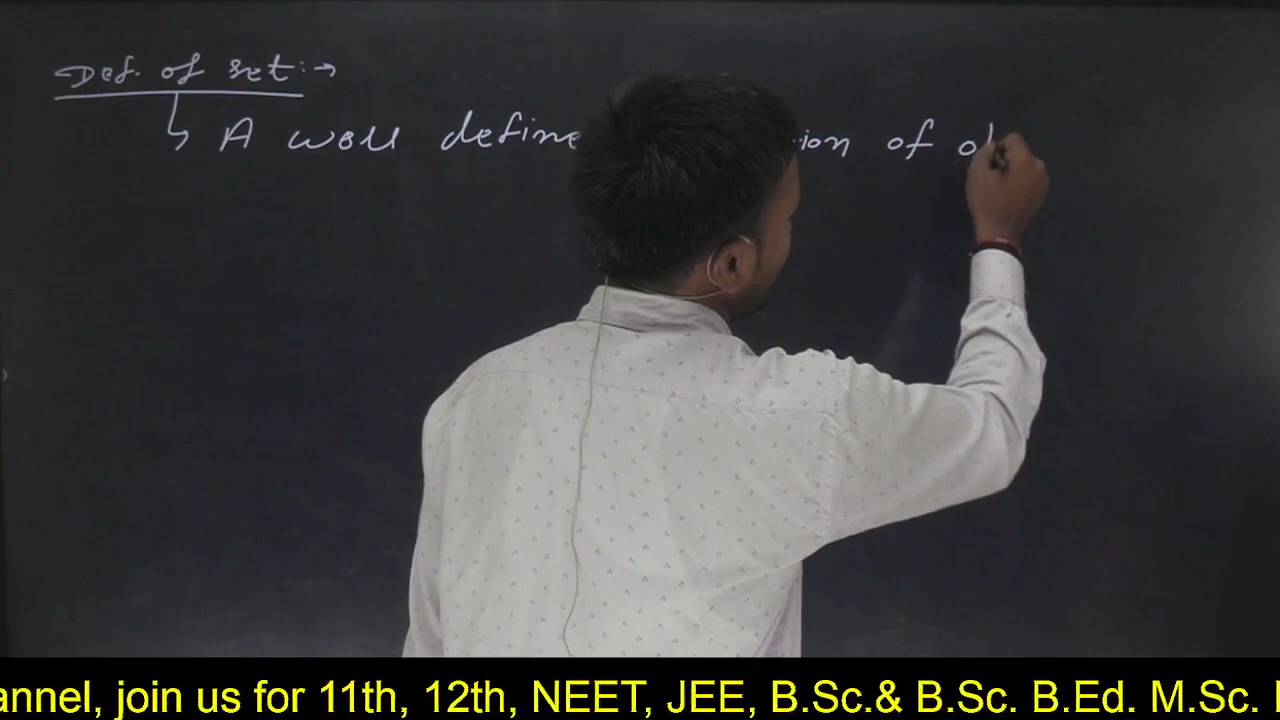 Def. of set:→
↳ A well define ion of ob
annel, join us for 11th, 12th, NEET, JEE, B.Sc.& B.Sc. B.Ed. M.Sc.